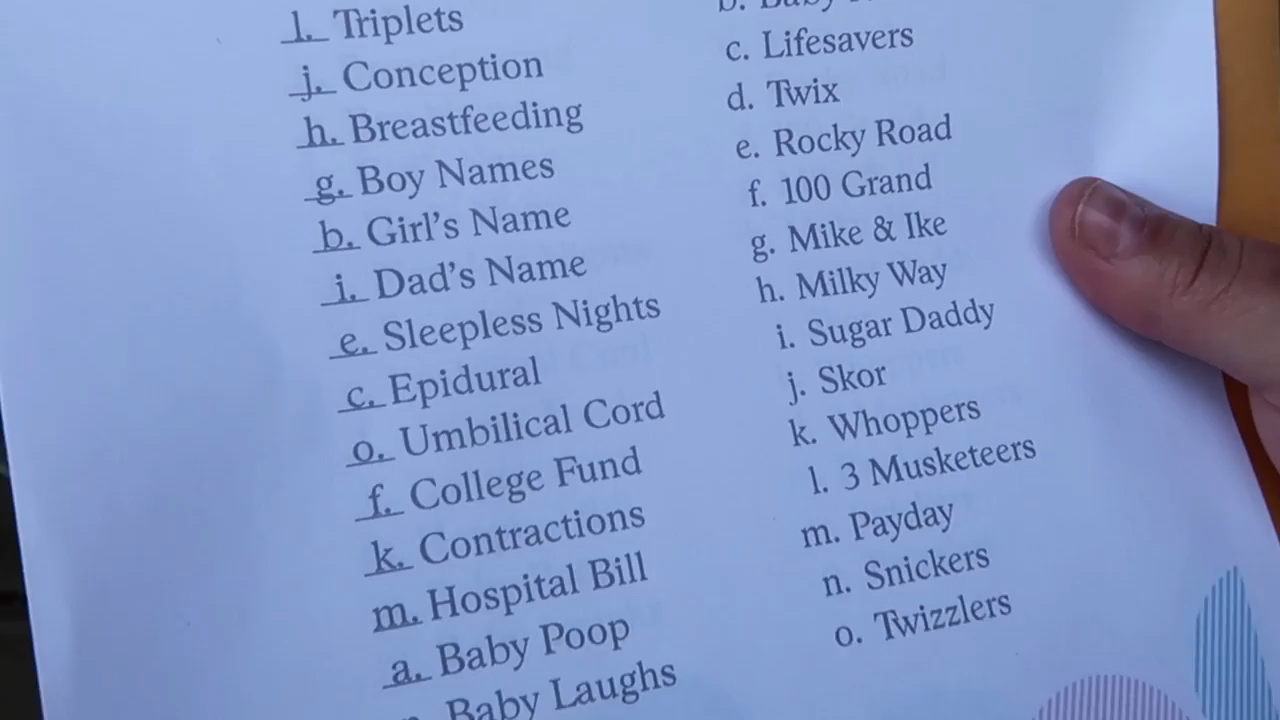 l. Triplets
j. Conception
h. Breastfeeding
g. Boy Names
b. Girl's Name
i. Dad's Name
e. Sleepless Nights
c. Epidural
o. Umbilical Cord
f. College Fund
k. Contractions
m. Hospital Bill
a. Baby Poop
Baby Laughs
b. Baby
c. Lifesavers
d. Twix
e. Rocky Road
f. 100 Grand
g. Mike & Ike
h. Milky Way
i. Sugar Daddy
j. Skor
k. Whoppers
l. 3 Musketeers
m. Payday
n. Snickers
o. Twizzlers